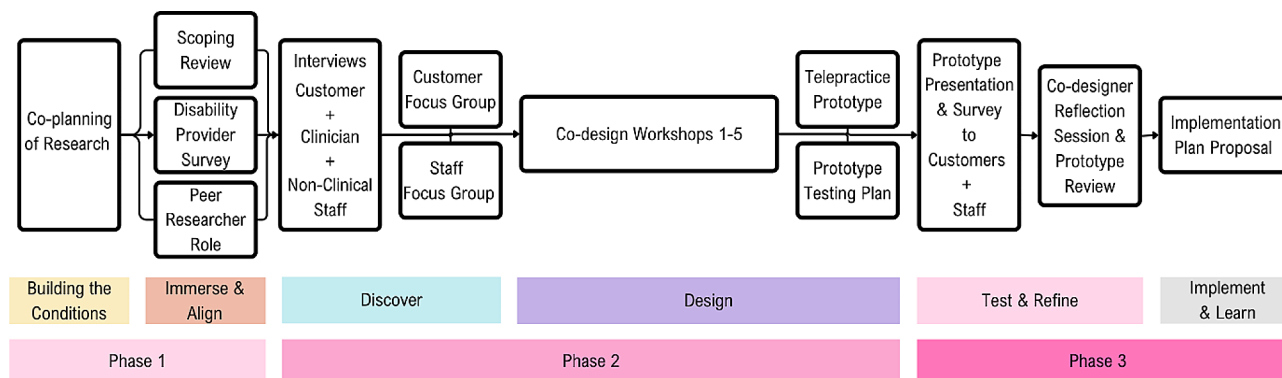 Co-planning
of Research
Scoping
Review
Disability
Provider
Survey
Peer
Researcher
Role
Interviews
Customer
+
Clinician
+
Non-Clinical
Staff
Customer
Focus Group
Staff
Focus Group
Co-design Workshops 1-5
Telepractice
Prototype
Prototype
Testing Plan
Prototype
Presentation
& Survey
to
Customers
+
Staff
Co-designer
Reflection
Session &
Prototype
Review
Implementation
Plan Proposal
Building the
Conditions
Immerse &
Align
Discover
Design
Test & Refine
Implement
& Learn
Phase 1
Phase 2
Phase 3